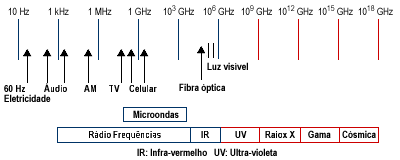 10 Hz 1 kHz 1 MHz 1 GHz 10³ GHz 10⁶ GHz 10⁹ GHz 10¹² GHz 10¹⁵ GHz 10¹⁸ GHz
Luz visivel
60 Hz Áudio AM TV Celular Fibra óptica
Eletricidade
Microondas
Rádio Frequências IR UV Raiox X Gama Cósmica
IR: Infra-vermelho UV: Ultra-violeta